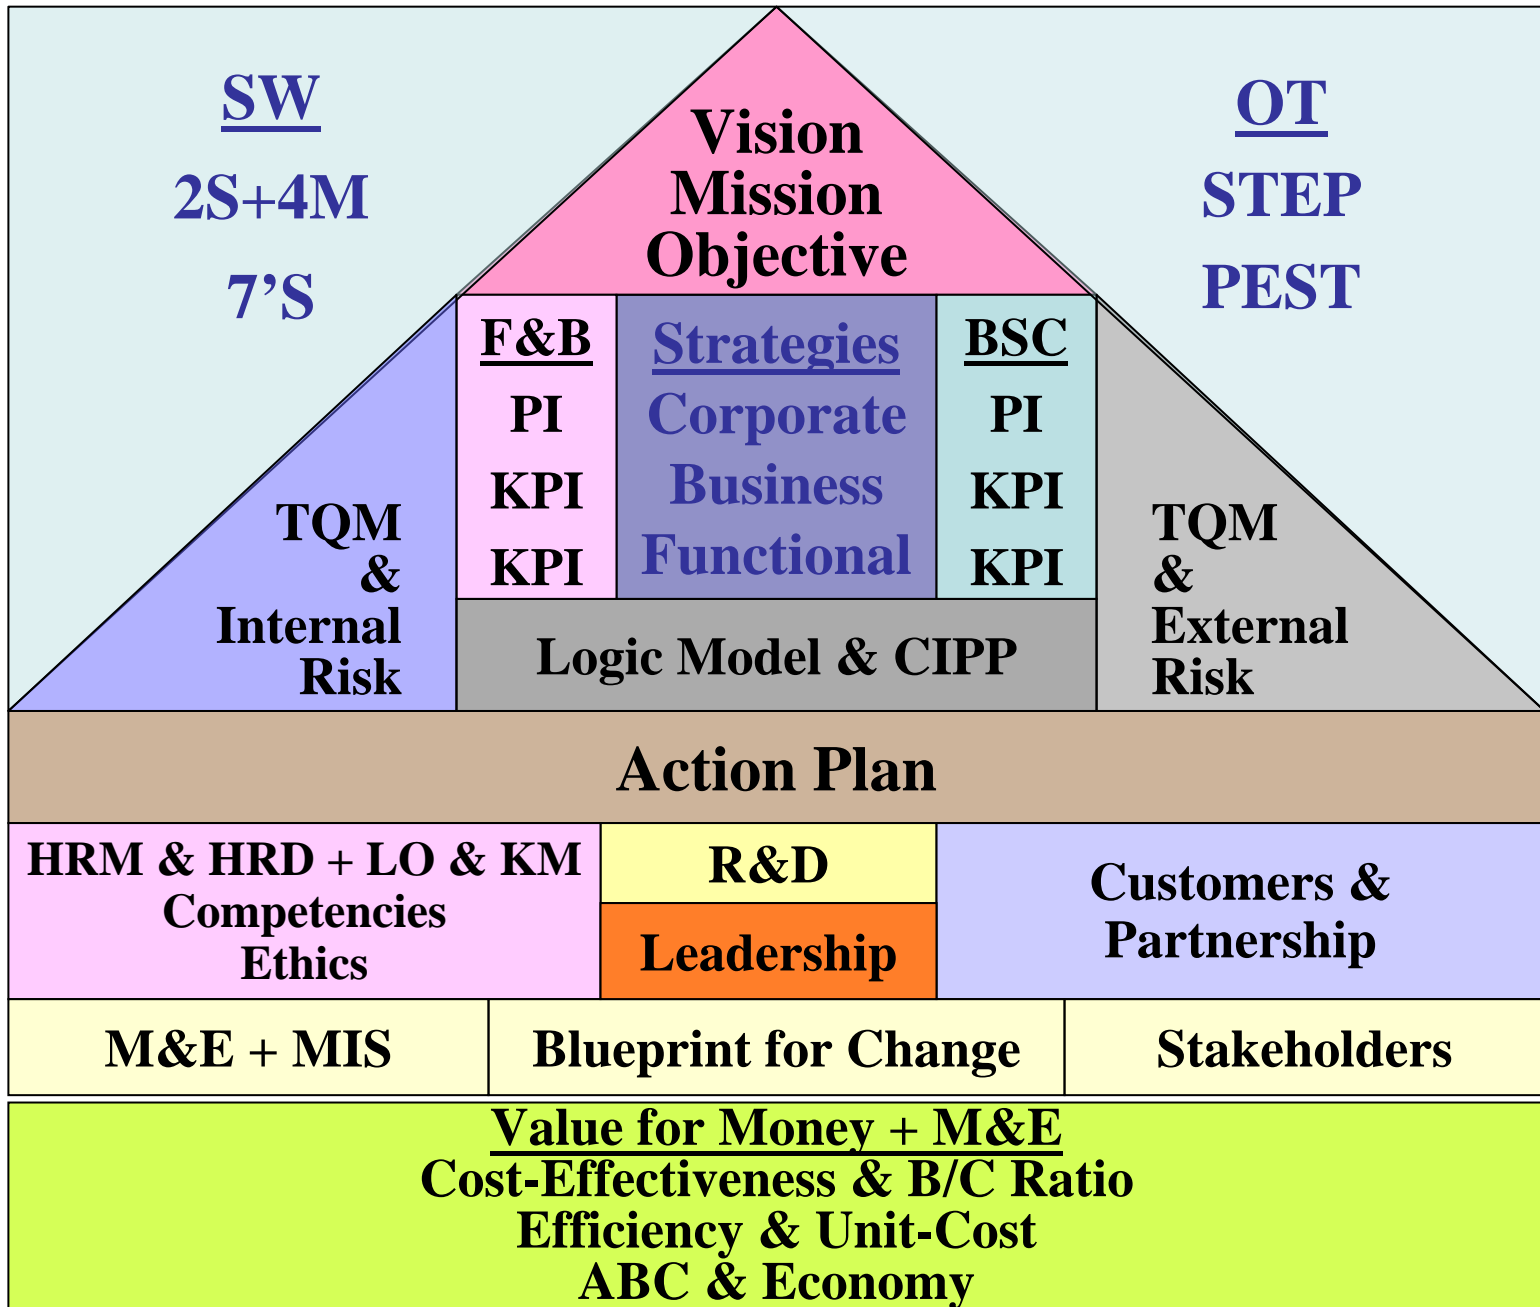 SW
2S+4M
7’S
Vision
Mission
Objective
OT
STEP
PEST
TQM
&
Internal
Risk
F&B
PI
KPI
KPI
Strategies
Corporate
Business
Functional
BSC
PI
KPI
KPI
TQM
&
External
Risk
Logic Model & CIPP
Action Plan
HRM & HRD + LO & KM
Competencies
Ethics
R&D
Leadership
Customers &
Partnership
M&E + MIS
Blueprint for Change
Stakeholders
Value for Money + M&E
Cost-Effectiveness & B/C Ratio
Efficiency & Unit-Cost
ABC & Economy